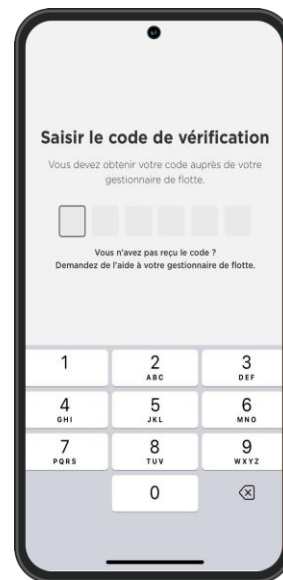 Saisir le code de vérification
Vous devez obtenir votre code auprès de votre
gestionnaire de flotte.
Vous n'avez pas reçu le code ?
Demandez de l'aide à votre gestionnaire de flotte.
1 2 3
ABC DEF
4 5 6
GHI JKL MNO
7 8 9
PQRS TUV WXYZ
0